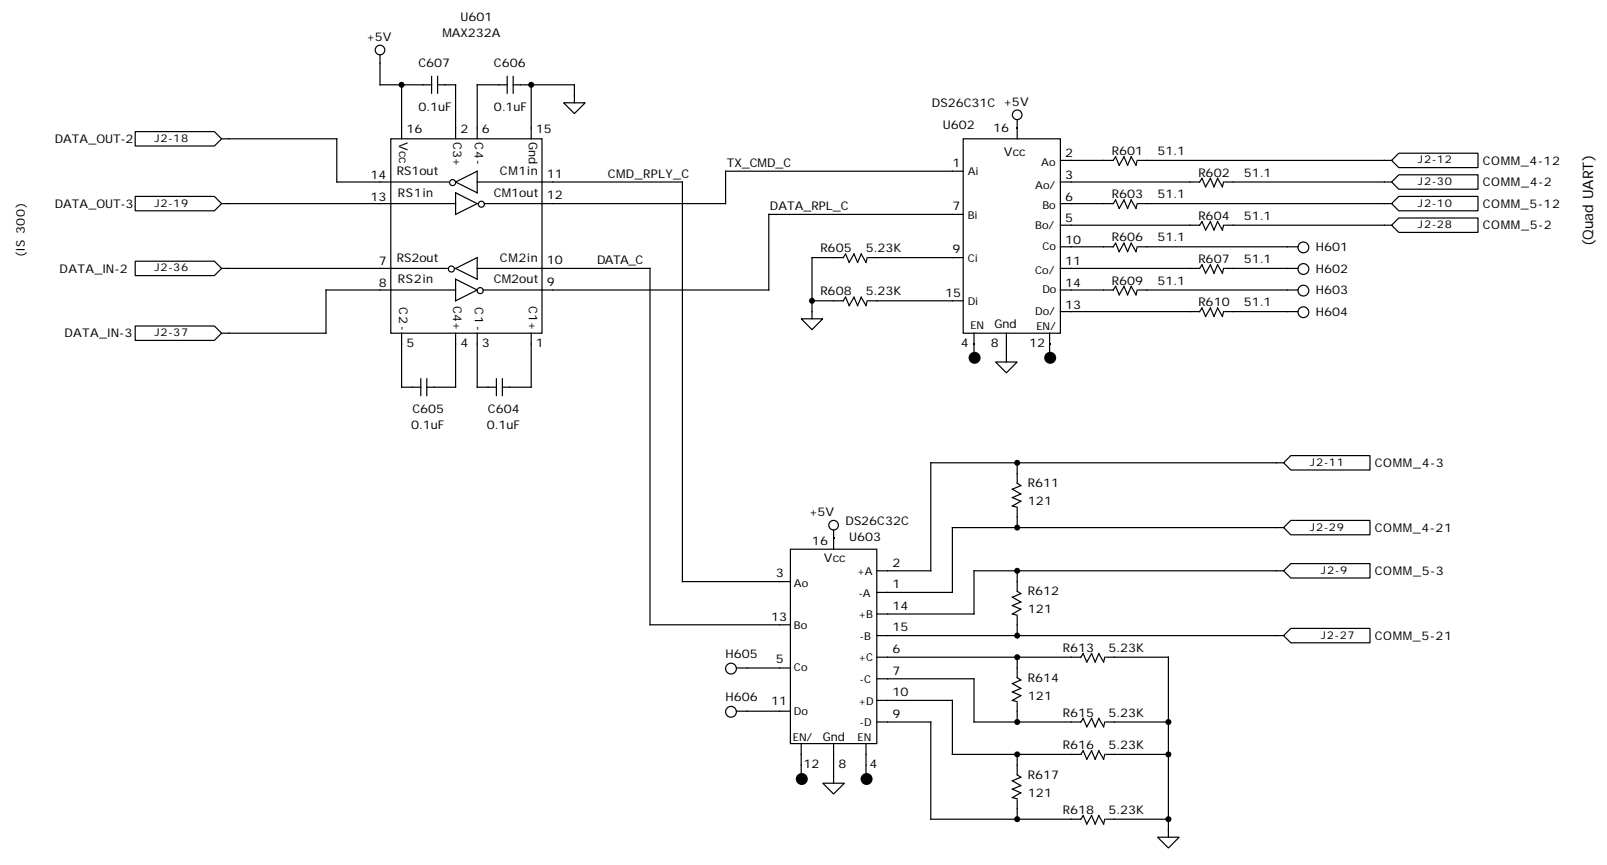 U601
MAX232A
+5V
C607
C606
0.1uF
0.1uF
16
2
6
15
Vcc
C3+
C4-
Gnd
DATA_OUT-2
J2-18
14
RS1out
CM1in
11
CMD_RPLY_C
DATA_OUT-3
J2-19
13
RS1in
CM1out
12
(IS 300)
DATA_IN-2
J2-36
7
RS2out
CM2in
10
DATA_C
8
RS2in
CM2out
9
DATA_IN-3
J2-37
C2-
C4+
C1-
C1+
5
4
3
1
C605
0.1uF
C604
0.1uF
TX_CMD_C
DATA_RPL_C
DS26C31C
+5V
U602
16
Vcc
1
Ai
7
Bi
R605
5.23K
9
Ci
R608
5.23K
15
Di
Ao
2
R601
51.1
J2-12
COMM_4-12
Ao/
3
R602
51.1
J2-30
COMM_4-2
Bo
6
R603
51.1
J2-10
COMM_5-12
Bo/
5
R604
51.1
J2-28
COMM_5-2
Co
10
R606
51.1
H601
Co/
11
R607
51.1
H602
Do
14
R609
51.1
H603
Do/
13
R610
51.1
H604
EN
Gnd
EN/
4
8
12
(Quad UART)
+5V
DS26C32C
U603
16
Vcc
3
Ao
13
Bo
H605
5
Co
H606
11
Do
+A
2
-A
1
+B
14
-B
15
+C
6
-C
7
+D
10
-D
9
EN/
Gnd
EN
12
8
4
J2-11
COMM_4-3
R611
121
J2-29
COMM_4-21
J2-9
COMM_5-3
R612
121
J2-27
COMM_5-21
R613
5.23K
R614
121
R615
5.23K
R616
5.23K
R617
121
R618
5.23K